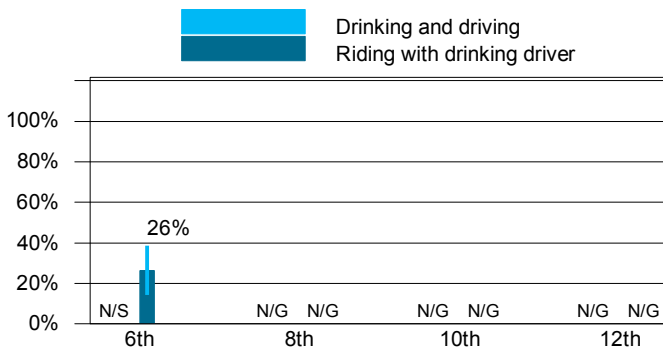 Drinking and driving
Riding with drinking driver
100%
80%
60%
26%
40%
20%
N/S N/G N/G N/G N/G N/G N/G
0%
6th 8th 10th 12th